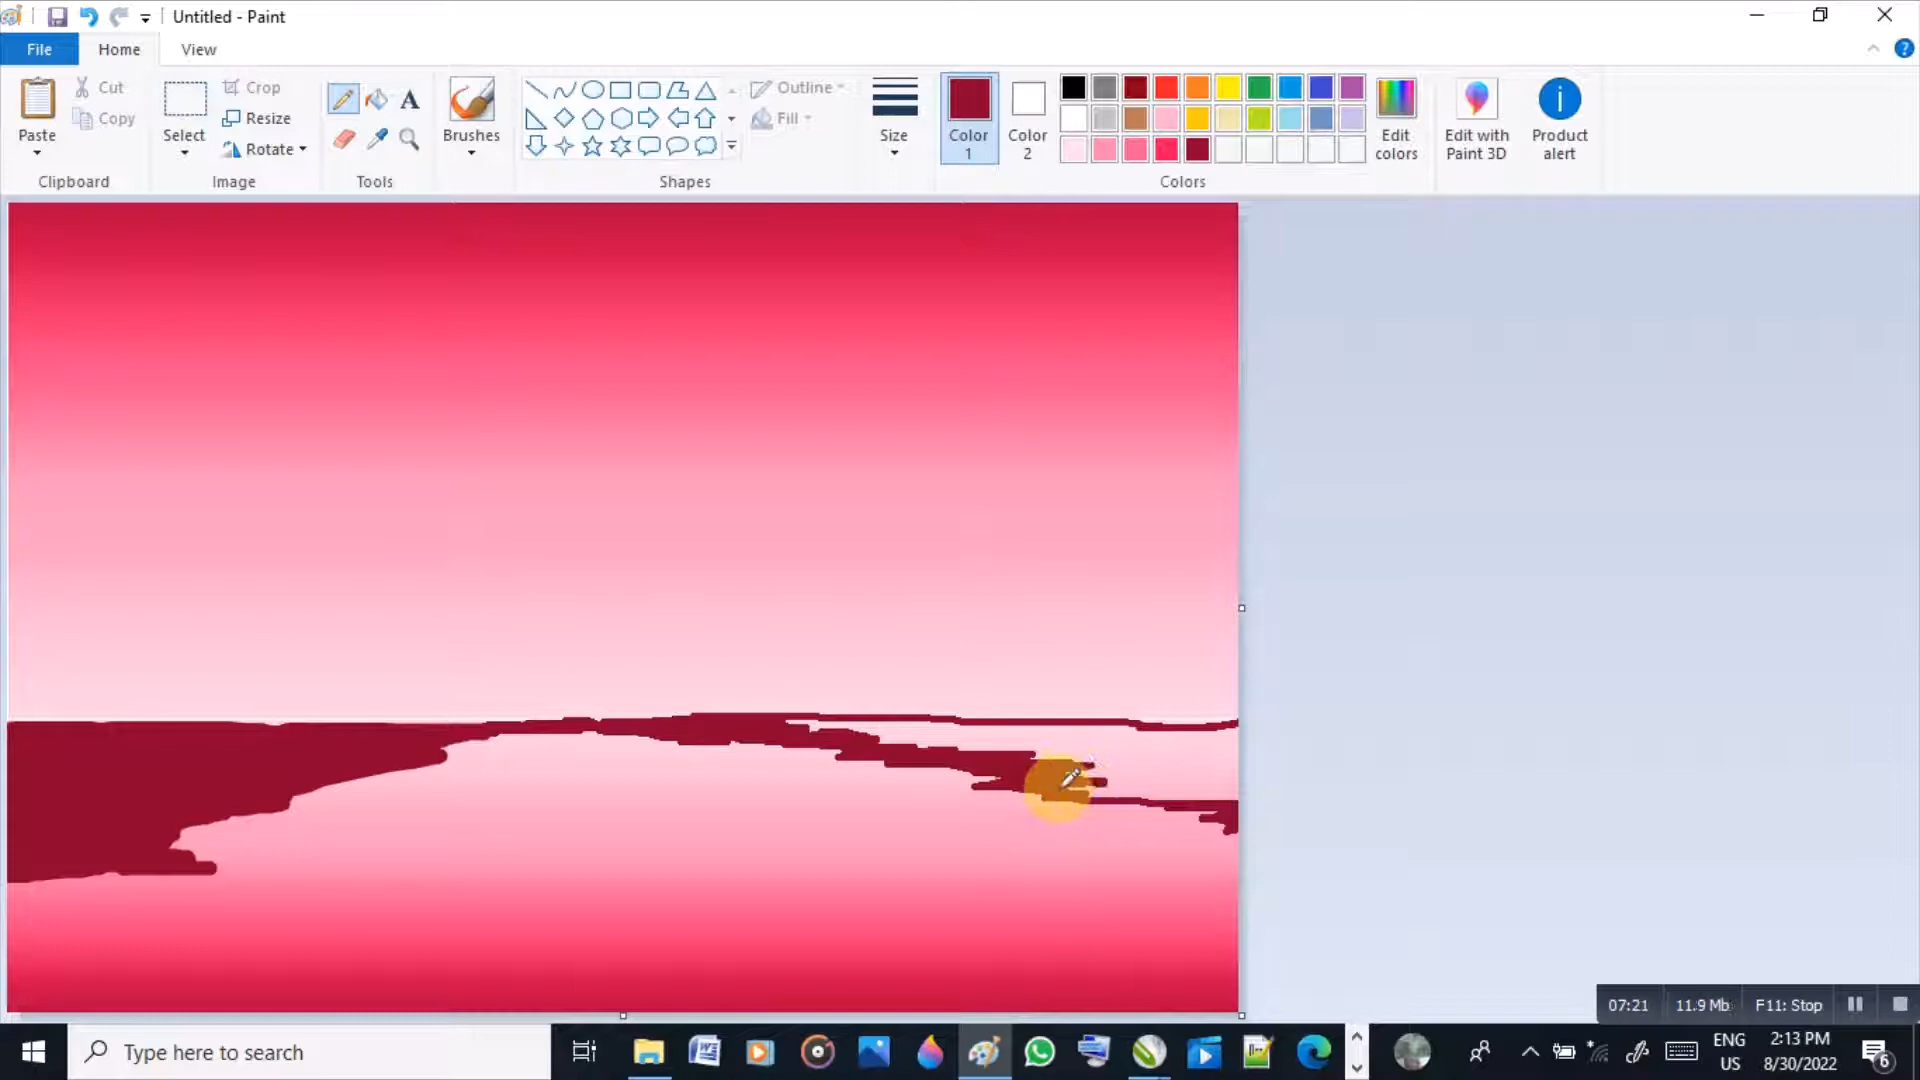 Untitled - Paint
File Home View
Paste
Cut
Copy
Clipboard
Select
Crop
Resize
Rotate
Image
A
Tools
Brushes
Shapes
Outline
Fill
Size
Color 1
Color 2
Colors
Edit colors
Edit with Paint 3D
Product alert
07:21 11.9 Mb F11: Stop
Type here to search
ENG
US
2:13 PM
8/30/2022
6